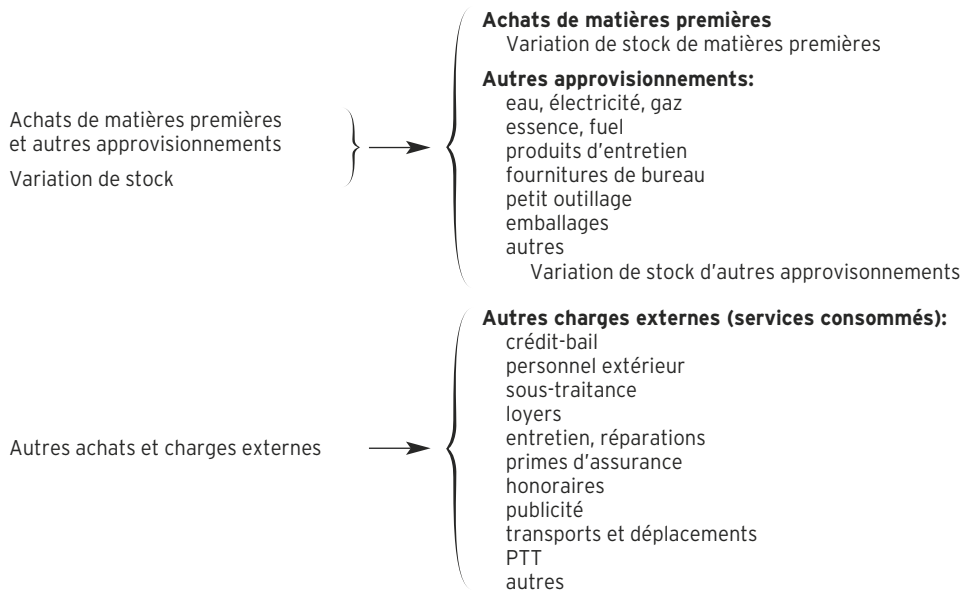 Achats de matières premières
et autres approvisionnements
Variation de stock
Achats de matières premières
Variation de stock de matières premières
Autres approvisionnements:
eau, électricité, gaz
essence, fuel
produits d'entretien
fournitures de bureau
petit outillage
emballages
autres
Variation de stock d'autres approvisonnements
Autres achats et charges externes
Autres charges externes (services consommés):
crédit-bail
personnel extérieur
sous-traitance
loyers
entretien, réparations
primes d'assurance
honoraires
publicité
transports et déplacements
PTT
autres